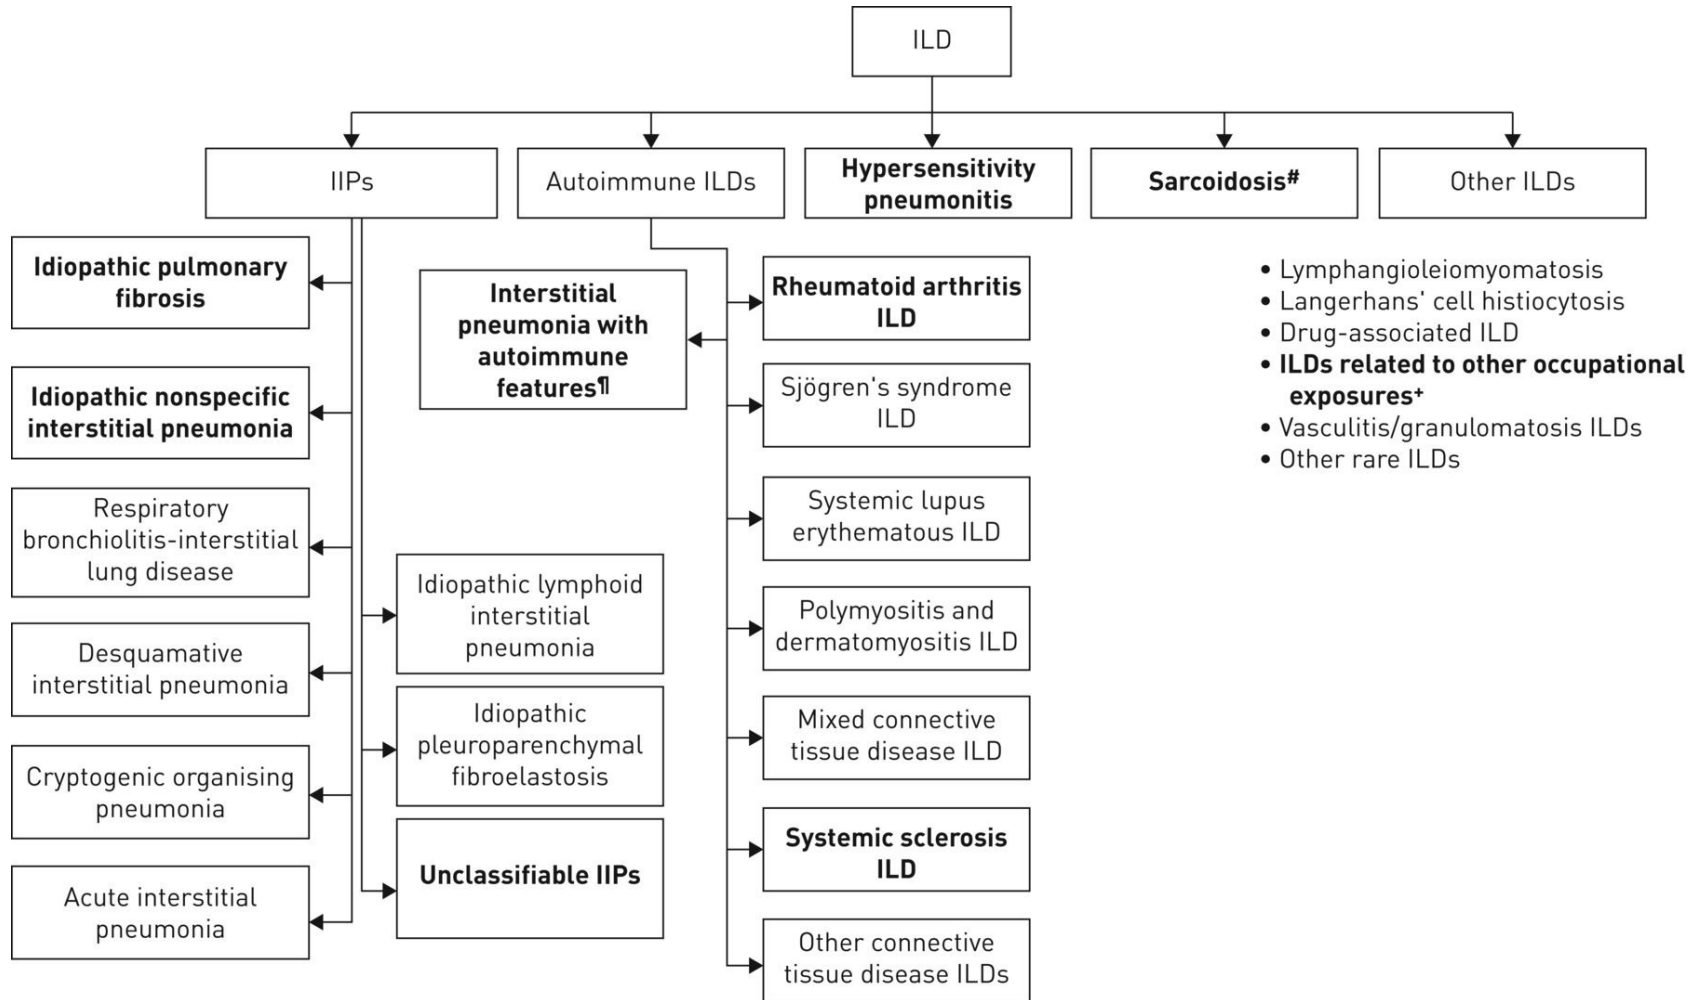 ILD
IIPs
Autoimmune ILDs
Hypersensitivity
pneumonitis
Sarcoidosis#
Other ILDs
Idiopathic pulmonary
fibrosis
Idiopathic nonspecific
interstitial pneumonia
Respiratory
bronchiolitis-interstitial
lung disease
Desquamative
interstitial pneumonia
Cryptogenic organising
pneumonia
Acute interstitial
pneumonia
Idiopathic lymphoid
interstitial
pneumonia
Idiopathic
pleuroparenchymal
fibroelastosis
Unclassifiable IIPs
Interstitial
pneumonia with
autoimmune
features¶
Rheumatoid arthritis
ILD
Sjögren's syndrome
ILD
Systemic lupus
erythematous ILD
Polymyositis and
dermatomyositis ILD
Mixed connective
tissue disease ILD
Systemic sclerosis
ILD
Other connective
tissue disease ILDs
• Lymphangioleiomyomatosis
• Langerhans' cell histiocytosis
• Drug-associated ILD
• ILDs related to other occupational
exposures+
• Vasculitis/granulomatosis ILDs
• Other rare ILDs